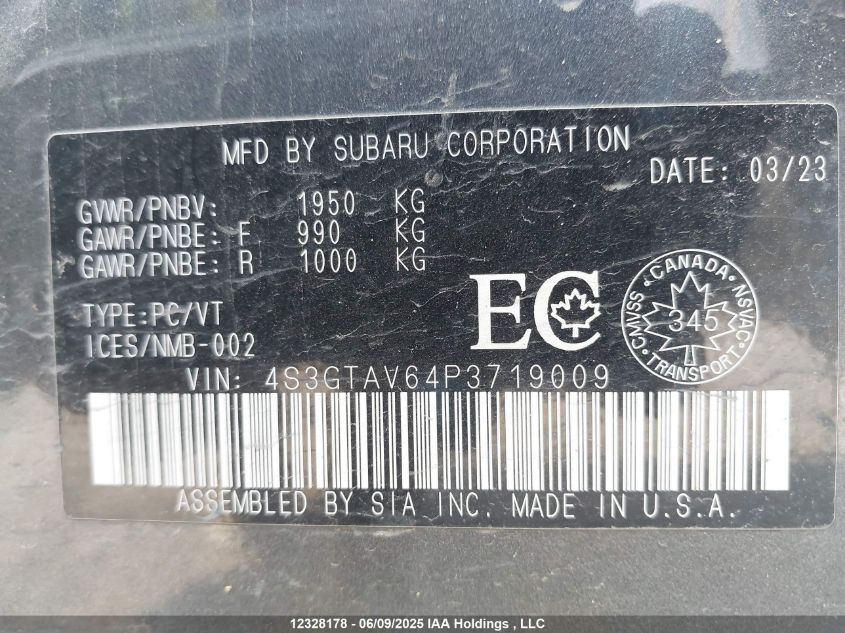 MFD BY SUBARU CORPORATION
DATE: 03/23
GVWR/PNBV: 1950 KG
GAWR/PNBE: F 990 KG
GAWR/PNBE: R 1000 KG
TYPE:PC/VT
ICES/NMB-002
EC
CANADA
CMVSS NSVAC
345
TRANSPORT
VIN: 4S3GTAV64P3719009
ASSEMBLED BY SIA INC. MADE IN U.S.A.
12328178 - 06/09/2025 IAA Holdings , LLC